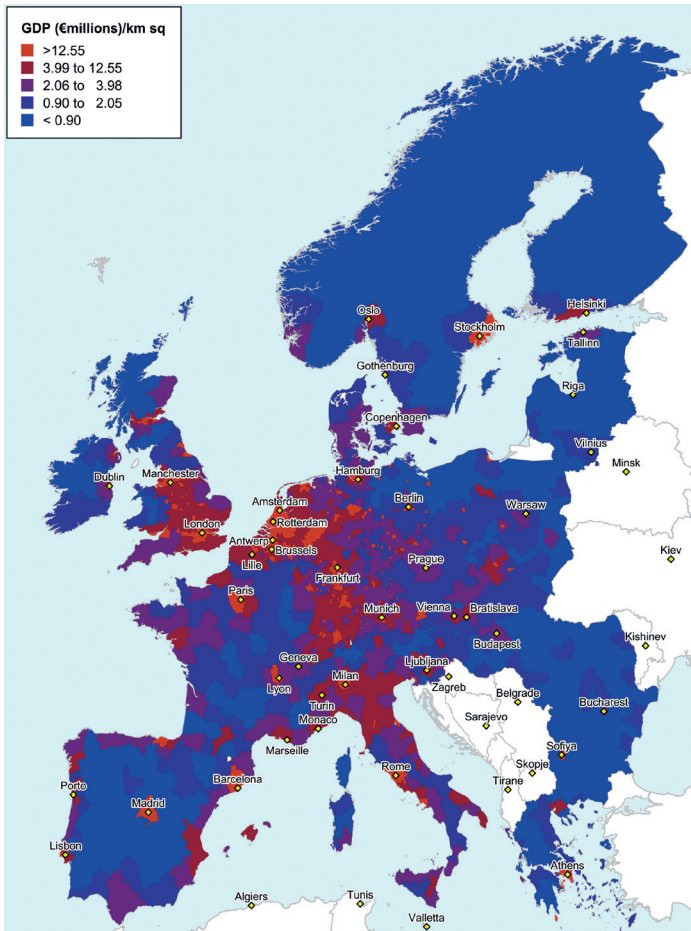 GDP (€millions)/km sq
>12.55
3.99 to 12.55
2.06 to 3.98
0.90 to 2.05
< 0.90
Oslo
Helsinki
Stockholm
Tallinn
Gothenburg
Riga
Copenhagen
Vilnius
Dublin
Manchester
Hamburg
Minsk
Amsterdam
Berlin
Warsaw
London
Rotterdam
Antwerp
Brussels
Lille
Kiev
Frankfurt
Prague
Paris
Munich
Vienna
Bratislava
Budapest
Kishinev
Geneva
Ljubljana
Lyon
Milan
Zagreb
Turin
Belgrade
Bucharest
Monaco
Sarajevo
Marseille
Sofiya
Skopje
Rome
Tirane
Porto
Barcelona
Madrid
Lisbon
Athens
Algiers
Tunis
Valletta